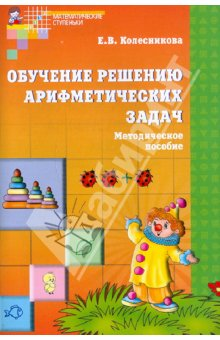 МАТЕМАТИЧЕСКИЕ
СТУПЕНЬКИ
Е.В. Колесникова
ОБУЧЕНИЕ РЕШЕНИЮ
АРИФМЕТИЧЕСКИХ
ЗАДАЧ
Методическое
пособие